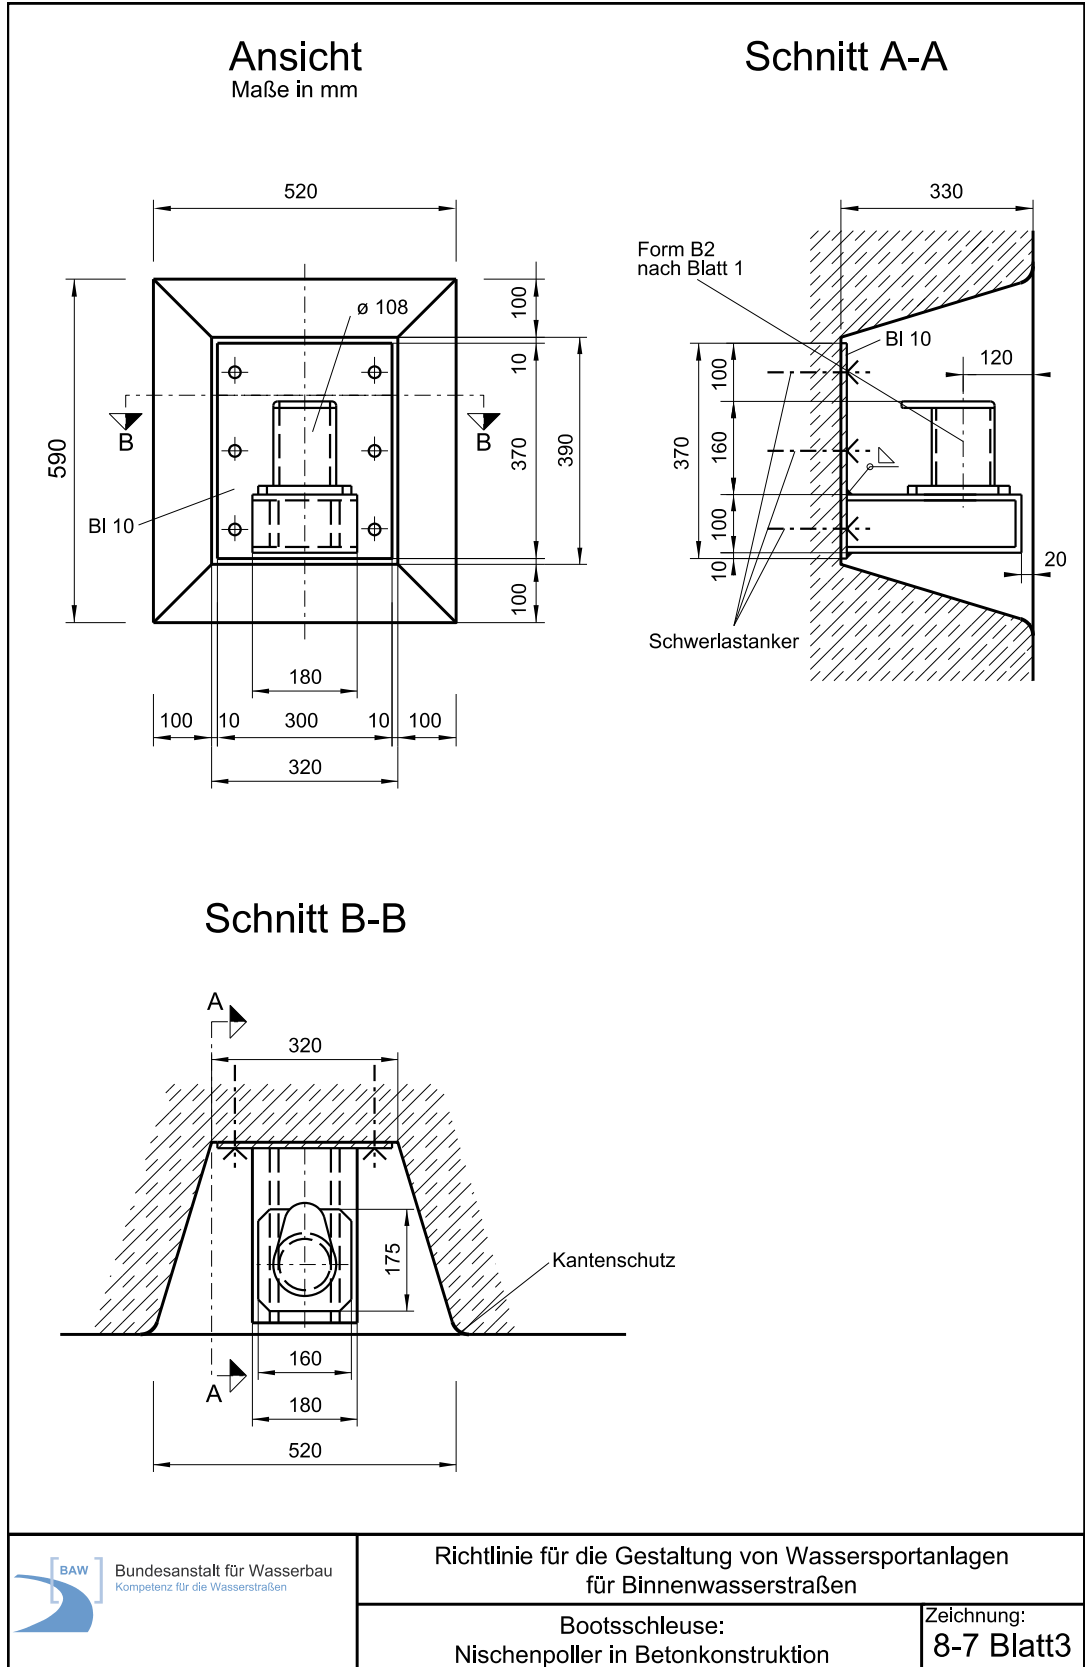 Ansicht
Maße in mm
520
590
ø 108
B
B
Bl 10
100
10
370
390
100
180
100
10
300
10
100
320
Schnitt A-A
330
Form B2
nach Blatt 1
Bl 10
120
370
100
160
100
10
20
Schwerlastanker
Schnitt B-B
A
320
175
Kantenschutz
A
160
180
520
BAW
Bundesanstalt für Wasserbau
Kompetenz für die Wasserstraßen
Richtlinie für die Gestaltung von Wassersportanlagen
für Binnenwasserstraßen
Bootsschleuse:
Nischenpoller in Betonkonstruktion
Zeichnung:
8-7 Blatt3